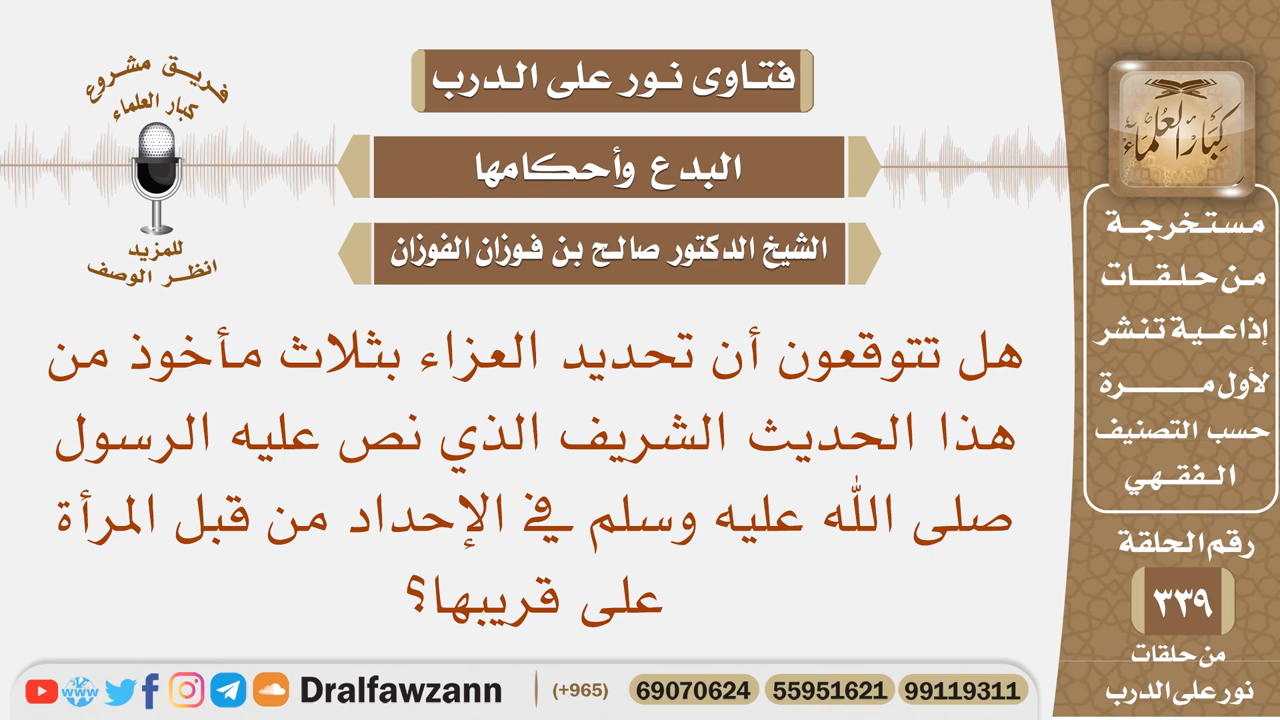 فريق مشروع
كبار العلماء
للمزيد
انظر الوصف
فتاوى نور على الدرب
البدع وأحكامها
الشيخ الدكتور صالح بن فوزان الفوزان
هل تتوقعون أن تحديد العزاء بثلاث مأخوذ من
هذا الحديث الشريف الذي نص عليه الرسول
صلى الله عليه وسلم في الإحداد من قبل المرأة
على قريبها؟
كبار العلماء
مستخرجة
من حلقات
إذاعية تنشر
لأول مرة
حسب التصنيف
الفقهي
رقم الحلقة
٣٣٩
من حلقات
نور على الدرب
www
Dralfawzann
(+965)
69070624
55951621
99119311